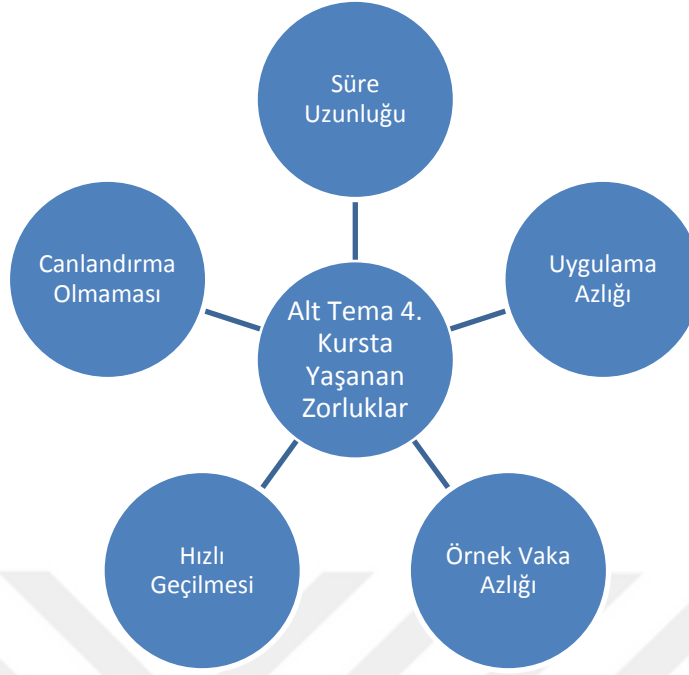 Süre
Uzunluğu
Canlandırma
Olmaması
Uygulama
Azlığı
Alt Tema 4.
Kursta
Yaşanan
Zorluklar
Hızlı
Geçilmesi
Örnek Vaka
Azlığı